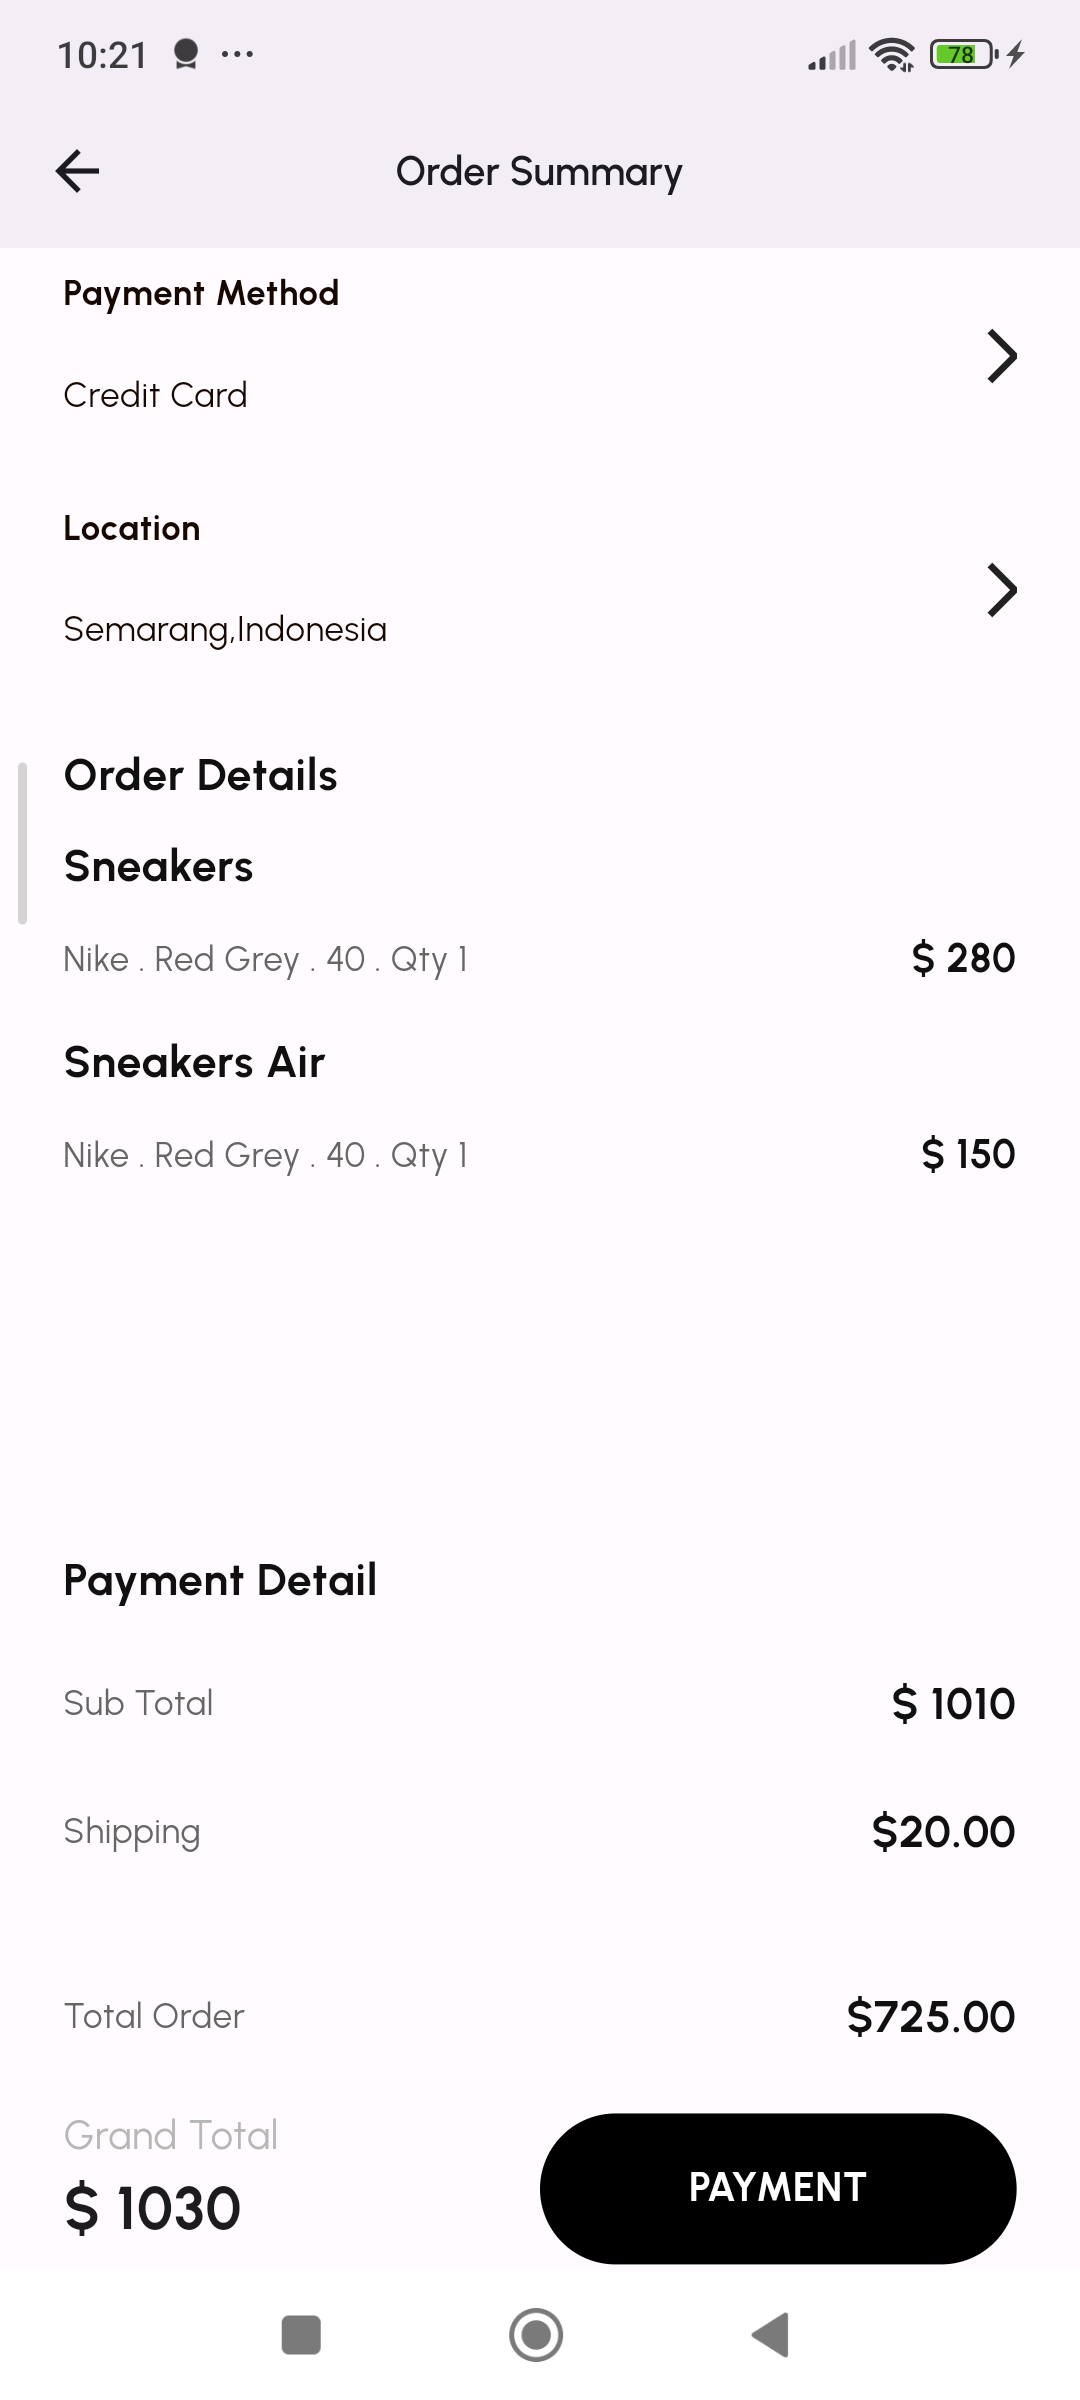 10:21
78
Order Summary
Payment Method
Credit Card
Location
Semarang,Indonesia
Order Details
Sneakers
Nike . Red Grey . 40 . Qty 1 $ 280
Sneakers Air
Nike . Red Grey . 40 . Qty 1 $ 150
Payment Detail
Sub Total $ 1010
Shipping $20.00
Total Order $725.00
Grand Total
$ 1030
PAYMENT